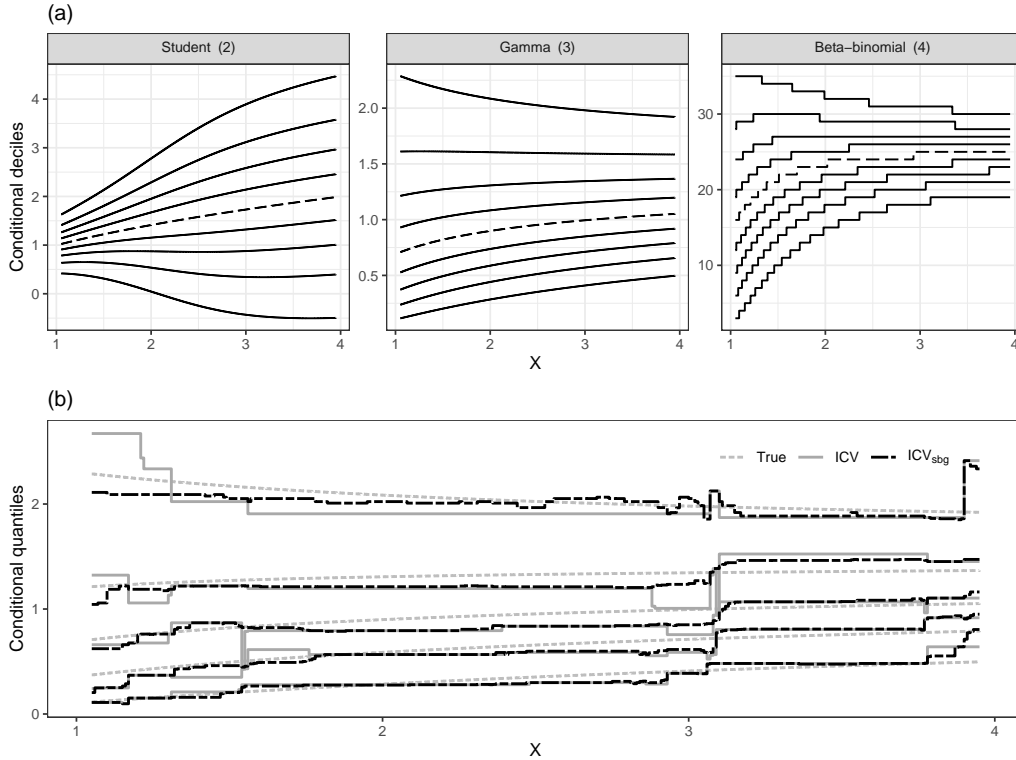 (a)
Student (2)
Gamma (3)
Beta−binomial (4)
Conditional deciles
4
3
2
1
0
2.0
1.5
1.0
0.5
30
20
10
1 2 3 4
1 2 3 4
1 2 3 4
X
(b)
True ICV ICVsbg
Conditional quantiles
2
1
0
1 2 3 4
X